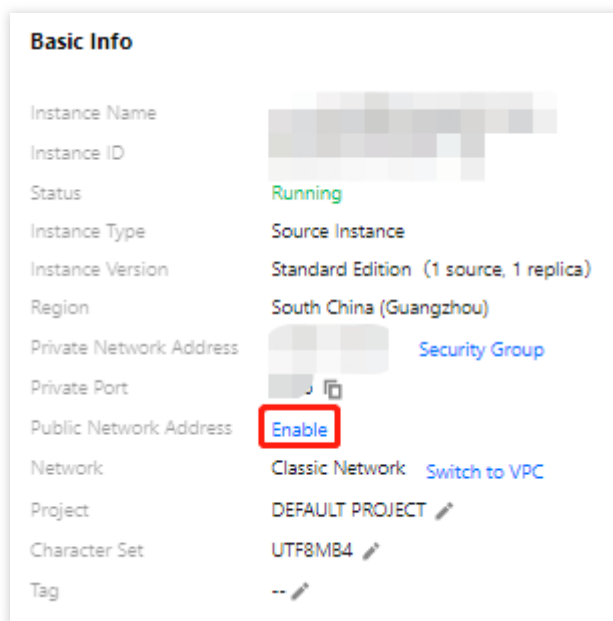 Basic Info
Instance Name
Instance ID
Status Running
Instance Type Source Instance
Instance Version Standard Edition（1 source, 1 replica）
Region South China (Guangzhou)
Private Network Address Security Group
Private Port
Public Network Address Enable
Network Classic Network Switch to VPC
Project DEFAULT PROJECT
Character Set UTF8MB4
Tag --